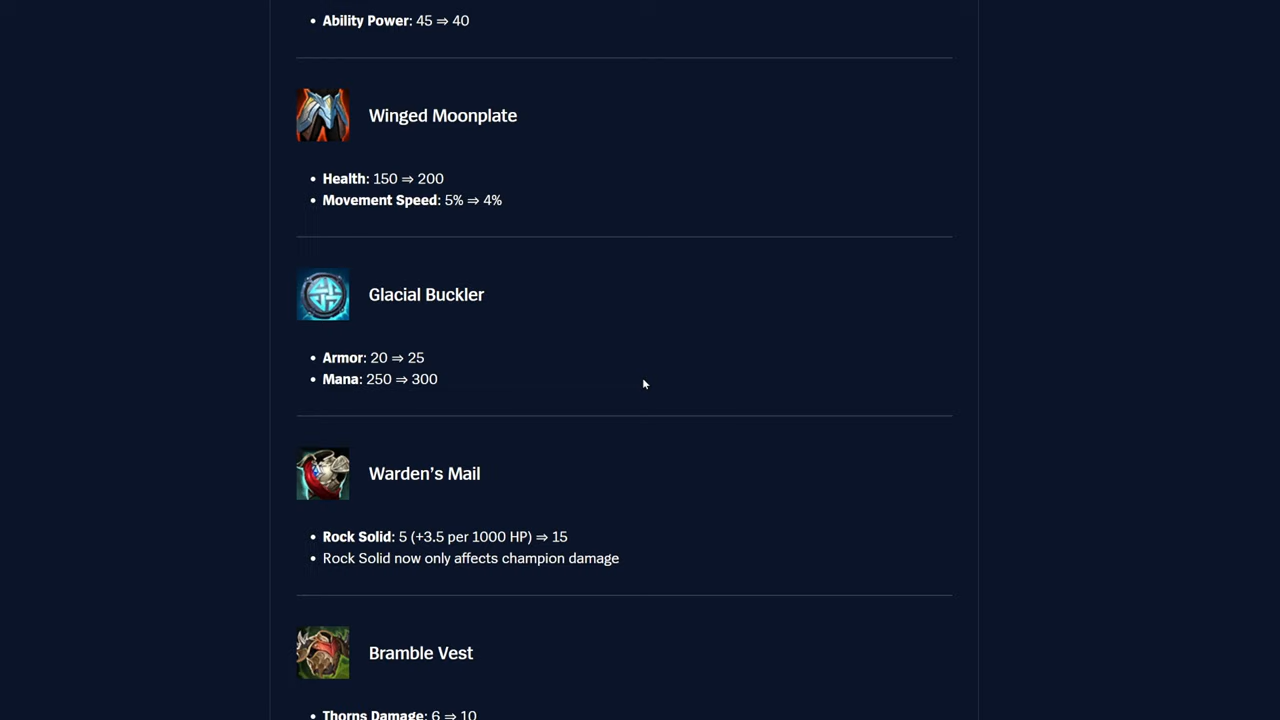 • Ability Power: 45 ⇒ 40
Winged Moonplate
• Health: 150 ⇒ 200
• Movement Speed: 5% ⇒ 4%
Glacial Buckler
• Armor: 20 ⇒ 25
• Mana: 250 ⇒ 300
Warden’s Mail
• Rock Solid: 5 (+3.5 per 1000 HP) ⇒ 15
• Rock Solid now only affects champion damage
Bramble Vest
• Thorns Damage: 6 ⇒ 10